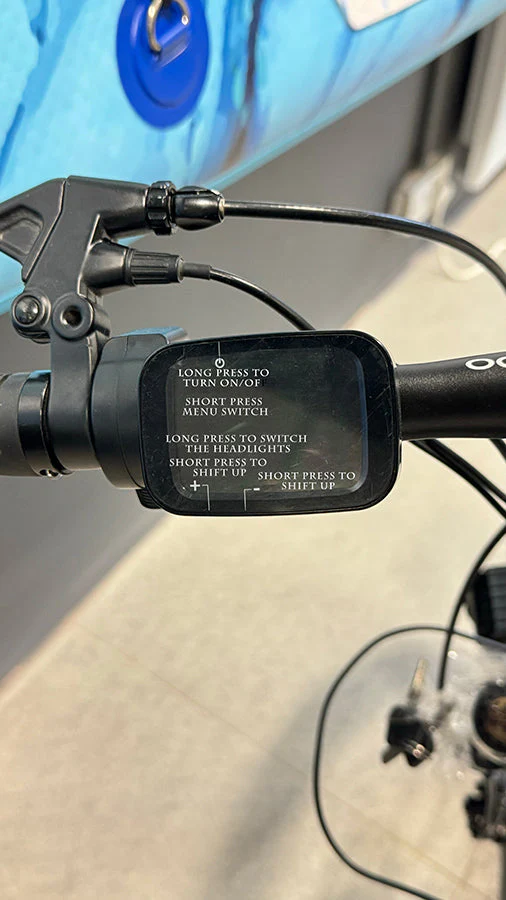 LONG PRESS TO
TURN ON/OF
SHORT PRESS
MENU SWITCH
LONG PRESS TO SWITCH
THE HEADLIGHTS
SHORT PRESS TO
SHIFT UP
SHORT PRESS TO
SHIFT UP
+
-